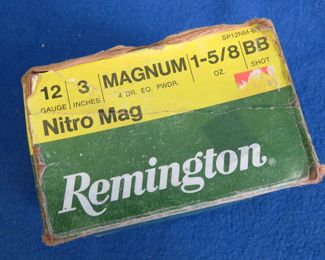 12 3 MAGNUM 1-5/8 BB
GAUGE INCHES 4 DR. EQ. PWDR. OZ. SHOT
Nitro Mag
Remington®